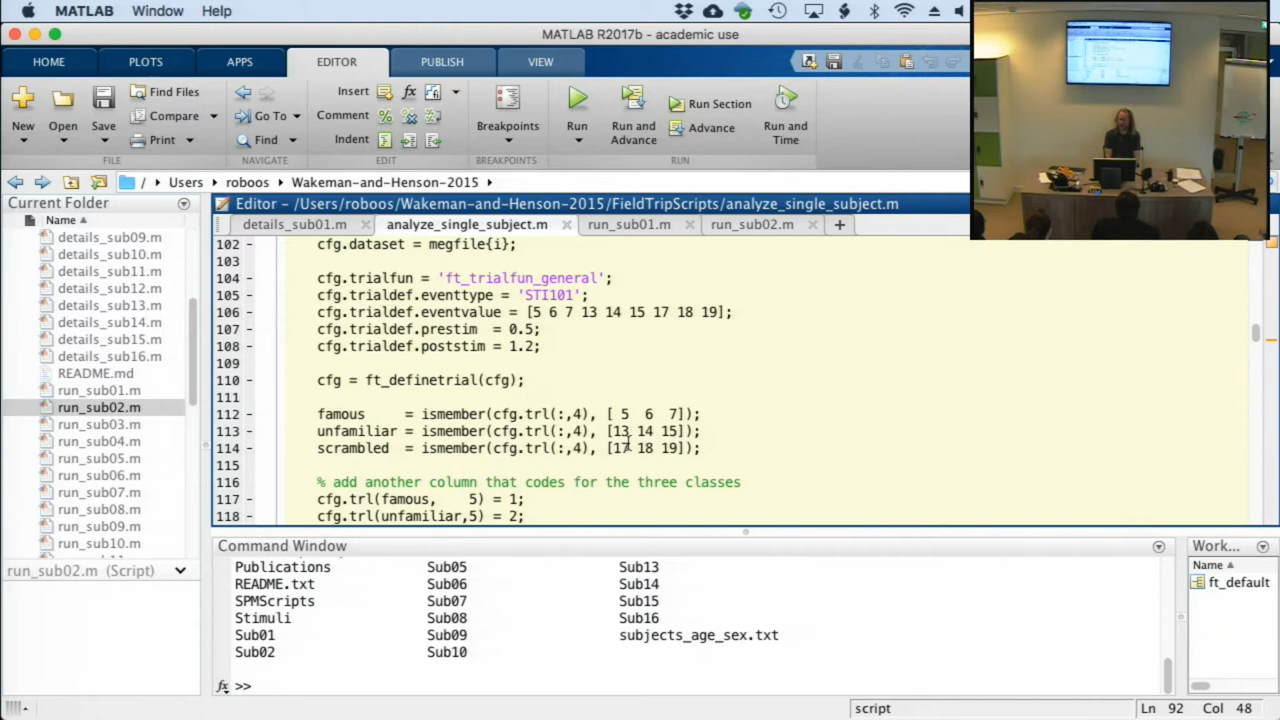 MATLAB Window Help
MATLAB R2017b - academic use
HOME PLOTS APPS EDITOR PUBLISH VIEW
New Open Save Find Files Compare Print
Go To Find
Insert fx Comment % Indent
Breakpoints
Run Run and Advance Run Section Advance Run and Time
FILE NAVIGATE EDIT BREAKPOINTS RUN
/ Users roboos Wakeman-and-Henson-2015
Current Folder
Name
details_sub09.m
details_sub10.m
details_sub11.m
details_sub12.m
details_sub13.m
details_sub14.m
details_sub15.m
details_sub16.m
README.md
run_sub01.m
run_sub02.m
run_sub03.m
run_sub04.m
run_sub05.m
run_sub06.m
run_sub07.m
run_sub08.m
run_sub09.m
run_sub10.m
run_sub02.m (Script)
Editor - /Users/roboos/Wakeman-and-Henson-2015/FieldTripScripts/analyze_single_subject.m
details_sub01.m analyze_single_subject.m run_sub01.m run_sub02.m
102 - cfg.dataset = megfile{i};
103
104 - cfg.trialfun = 'ft_trialfun_general';
105 - cfg.trialdef.eventtype = 'STI101';
106 - cfg.trialdef.eventvalue = [5 6 7 13 14 15 17 18 19];
107 - cfg.trialdef.prestim = 0.5;
108 - cfg.trialdef.poststim = 1.2;
109
110 - cfg = ft_definetrial(cfg);
111
112 - famous = ismember(cfg.trl(:,4), [ 5 6 7]);
113 - unfamiliar = ismember(cfg.trl(:,4), [13 14 15]);
114 - scrambled = ismember(cfg.trl(:,4), [17 18 19]);
115
116 % add another column that codes for the three classes
117 - cfg.trl(famous, 5) = 1;
118 - cfg.trl(unfamiliar,5) = 2;
Command Window
Publications Sub05 Sub13
README.txt Sub06 Sub14
SPMScripts Sub07 Sub15
Stimuli Sub08 Sub16
Sub01 Sub09 subjects_age_sex.txt
Sub02 Sub10
fx >>
Work...
Name
ft_default
script Ln 92 Col 48